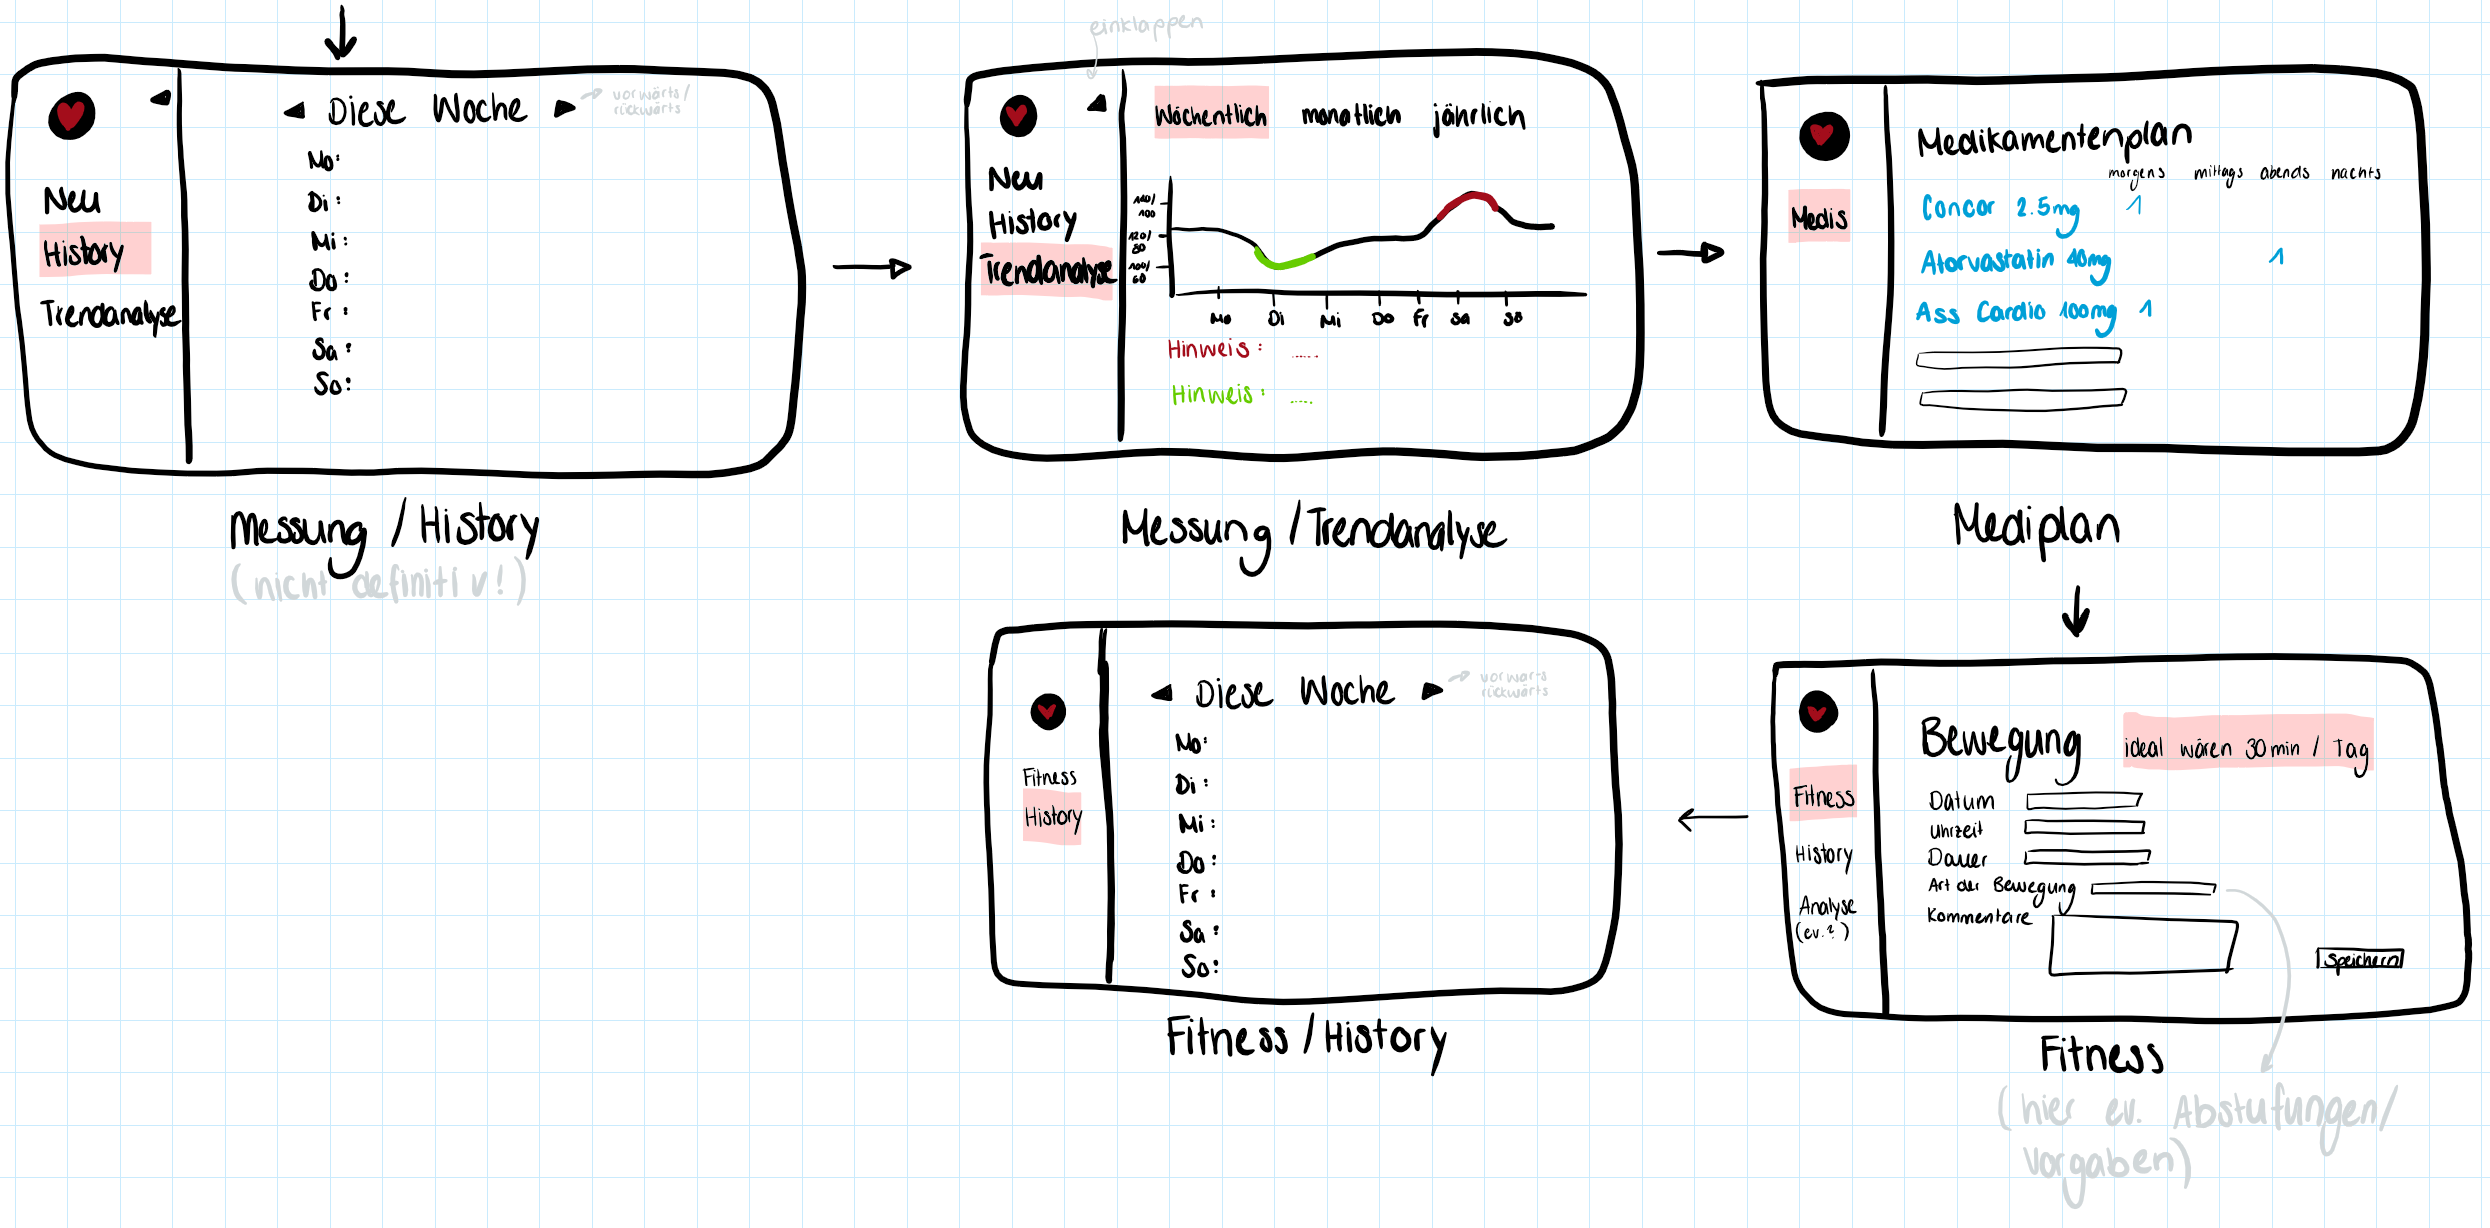 ◄ Diese Woche ►
vorwärts/
rückwärts
Mo:
Di:
Mi:
Do:
Fr:
Sa:
So:
Neu
History
Trendanalyse
Messung / History
(nicht definitiv!)
einklappen
Wöchentlich monatlich jährlich
Neu
History
Trendanalyse
140/
100
120/
80
100/
60
Mo Di Mi Do Fr Sa So
Hinweis: .....
Hinweis: .....
Messung / Trendanalyse
Medikamentenplan
morgens mittags abends nachts
Medis
Concor 2.5mg 1
Atorvastatin 40mg 1
Ass Cardio 100mg 1
Mediplan
◄ Diese Woche ►
vorwärts
rückwärts
Fitness
History
Mo:
Di:
Mi:
Do:
Fr:
Sa:
So:
Fitness / History
Bewegung ideal wären 30min / Tag
Fitness
History
Analyse
(ev.?)
Datum
Uhrzeit
Dauer
Art der Bewegung
Kommentare
Speichern
Fitness
(hier ev. Abstufungen/
Vorgaben)